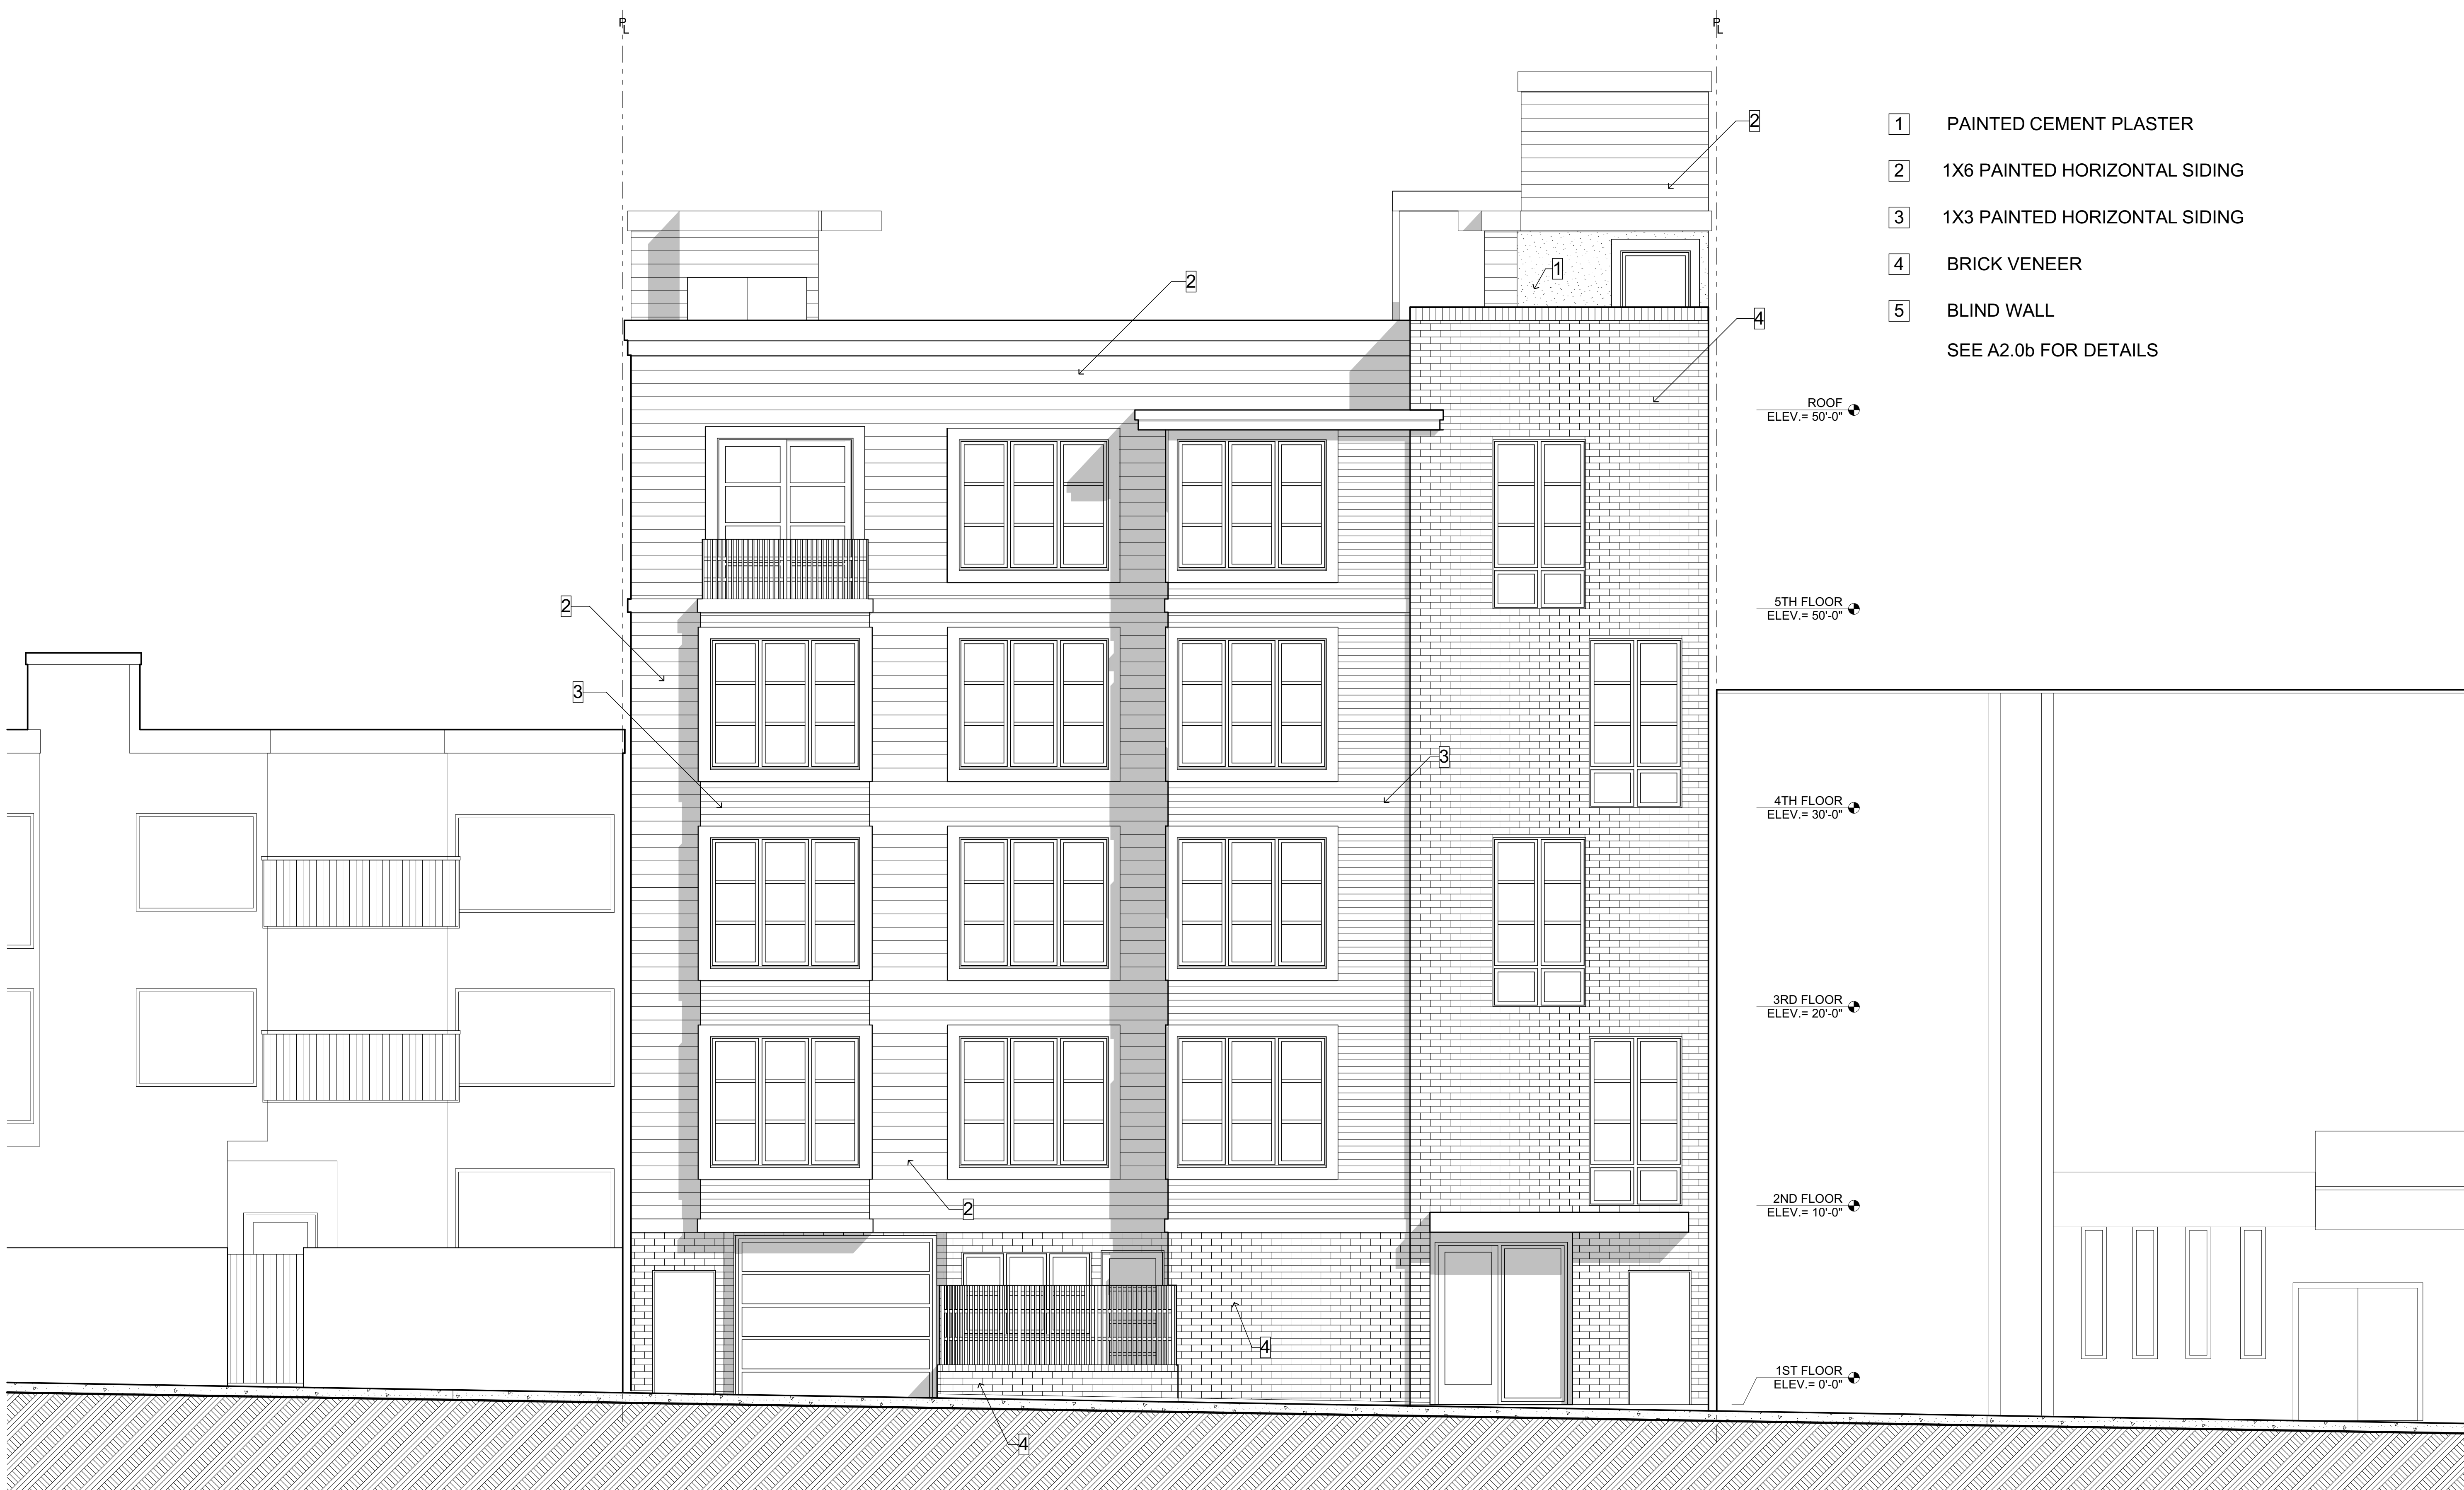 PL
PL
1 PAINTED CEMENT PLASTER
2 1X6 PAINTED HORIZONTAL SIDING
3 1X3 PAINTED HORIZONTAL SIDING
4 BRICK VENEER
5 BLIND WALL
SEE A2.0b FOR DETAILS
2
1
2
4
ROOF
ELEV.= 50'-0"
2
5TH FLOOR
ELEV.= 50'-0"
3
3
4TH FLOOR
ELEV.= 30'-0"
3RD FLOOR
ELEV.= 20'-0"
2
2ND FLOOR
ELEV.= 10'-0"
4
1ST FLOOR
ELEV.= 0'-0"
4